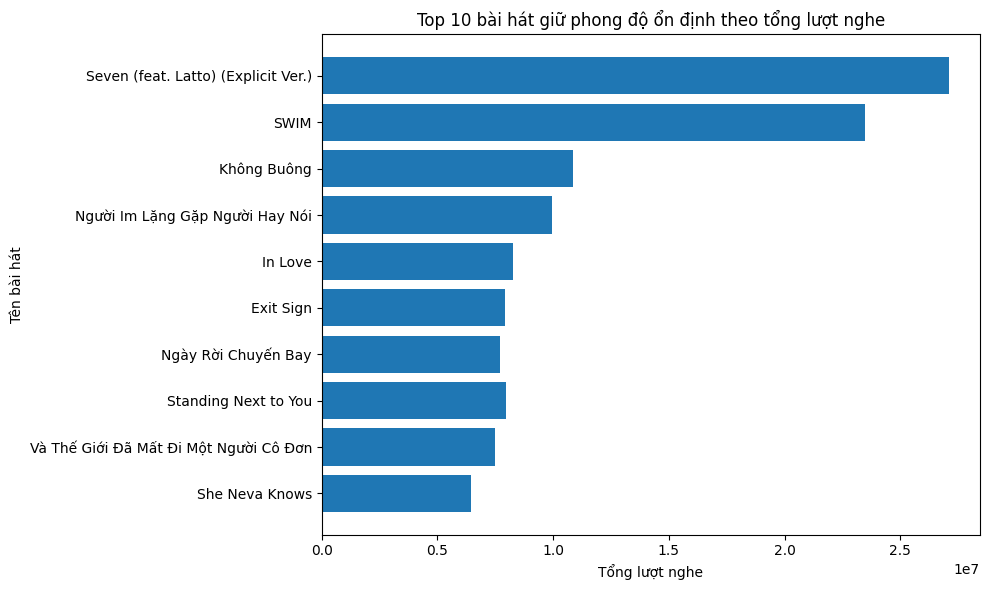 Top 10 bài hát giữ phong độ ổn định theo tổng lượt nghe
Tên bài hát
Seven (feat. Latto) (Explicit Ver.)
SWIM
Không Buông
Người Im Lặng Gặp Người Hay Nói
In Love
Exit Sign
Ngày Rời Chuyến Bay
Standing Next to You
Và Thế Giới Đã Mất Đi Một Người Cô Đơn
She Neva Knows
0.0 0.5 1.0 1.5 2.0 2.5
1e7
Tổng lượt nghe